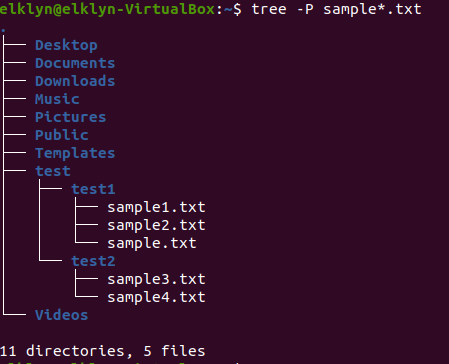 elklyn@elklyn-VirtualBox:~$ tree -P sample*.txt
.
├── Desktop
├── Documents
├── Downloads
├── Music
├── Pictures
├── Public
├── Templates
├── test
│   ├── test1
│   │   ├── sample1.txt
│   │   ├── sample2.txt
│   │   └── sample.txt
│   └── test2
│       ├── sample3.txt
│       └── sample4.txt
└── Videos
11 directories, 5 files